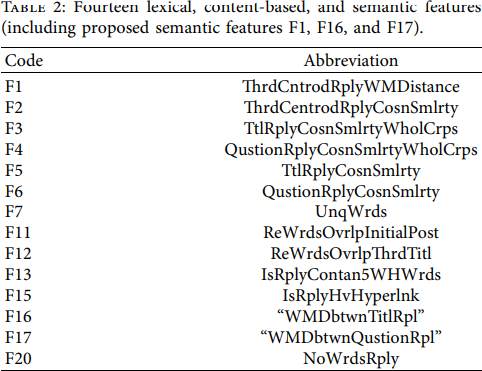 TABLE 2: Fourteen lexical, content-based, and semantic features
(including proposed semantic features F1, F16, and F17).
Code Abbreviation
F1 ThrdCntrodRplyWMDistance
F2 ThrdCentrodRplyCosnSmlrty
F3 TtlRplyCosnSmlrtyWholCrps
F4 QustionRplyCosnSmlrtyWholCrps
F5 TtlRplyCosnSmlrty
F6 QustionRplyCosnSmlrty
F7 UnqWrds
F11 ReWrdsOvrlpInitialPost
F12 ReWrdsOvrlpThrdTitl
F13 IsRplyContan5WHWrds
F15 IsRplyHvHyperlnk
F16 “WMDbtwnTitlRpl”
F17 “WMDbtwnQustionRpl”
F20 NoWrdsRply